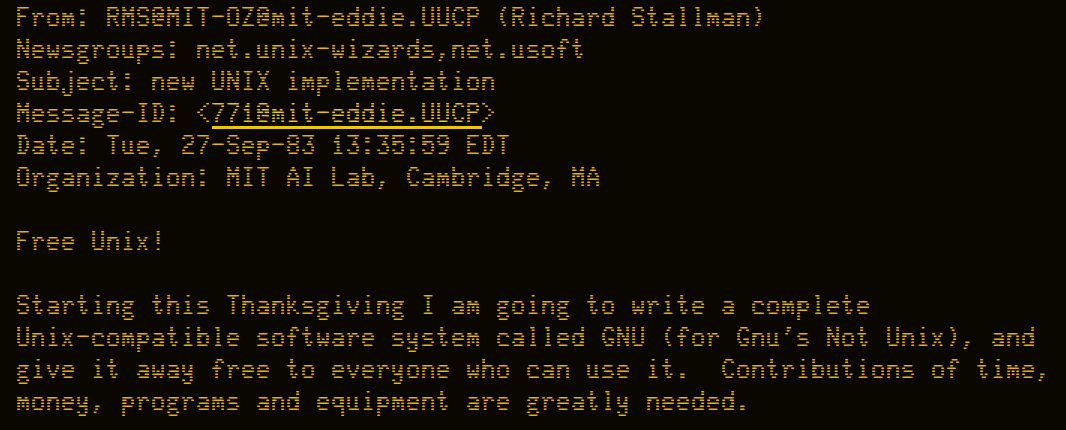 From: RMS@MIT-OZ@mit-eddie.UUCP (Richard Stallman)
Newsgroups: net.unix-wizards,net.usoft
Subject: new UNIX implementation
Message-ID: <771@mit-eddie.UUCP>
Date: Tue, 27-Sep-83 13:35:59 EDT
Organization: MIT AI Lab, Cambridge, MA
Free Unix!
Starting this Thanksgiving I am going to write a complete
Unix-compatible software system called GNU (for Gnu's Not Unix), and
give it away free to everyone who can use it.  Contributions of time,
money, programs and equipment are greatly needed.